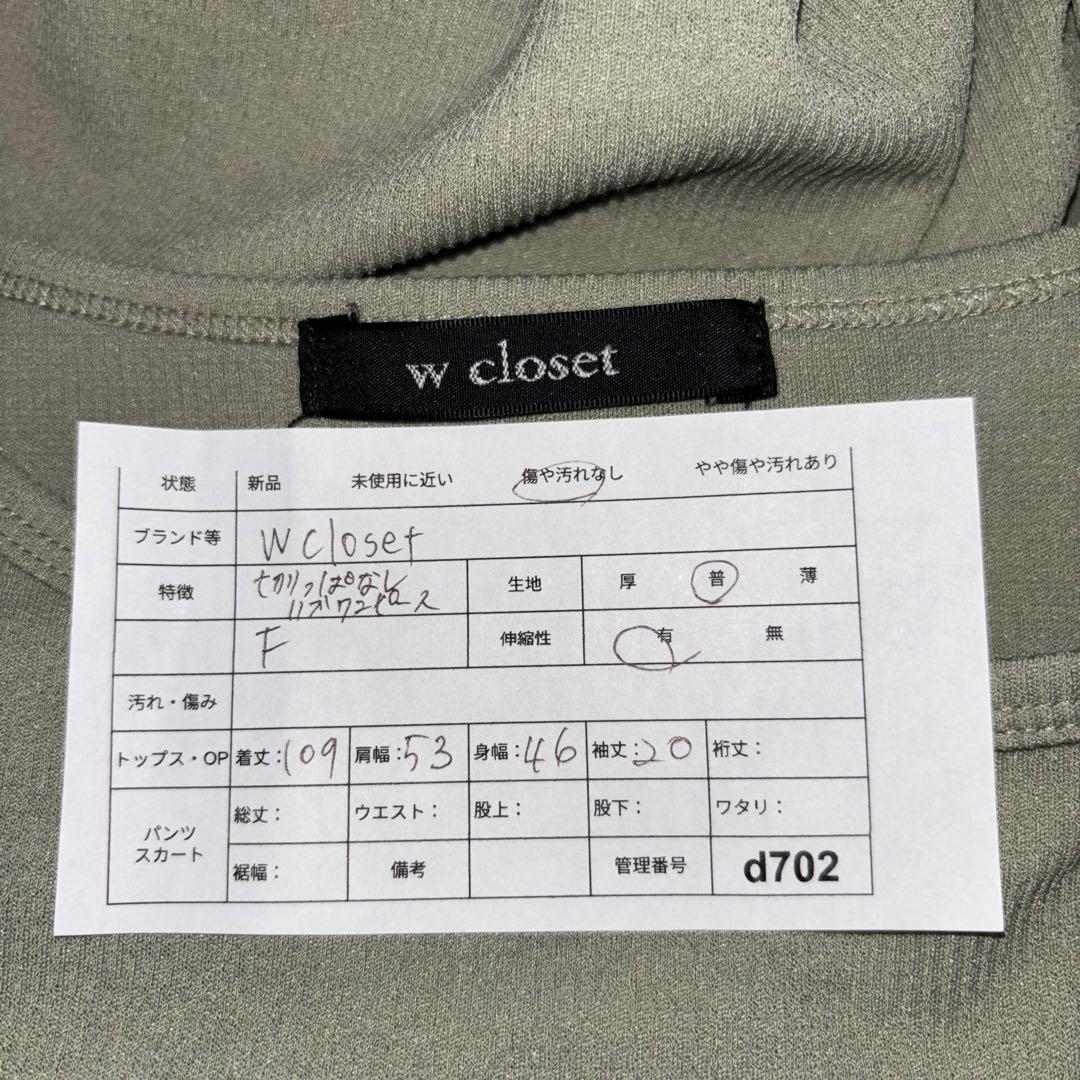 w closet
状態 新品 未使用に近い 傷や汚れなし やや傷や汚れあり
ブランド等 w closet
特徴 切りっぱなし リブワンピース 生地 厚 普 薄
F 伸縮性 有 無
汚れ・傷み
トップス・OP 着丈:109 肩幅:53 身幅:46 袖丈:20 裄丈:
パンツ スカート 総丈: ウエスト: 股上: 股下: ワタリ:
裾幅: 備考 管理番号 d702